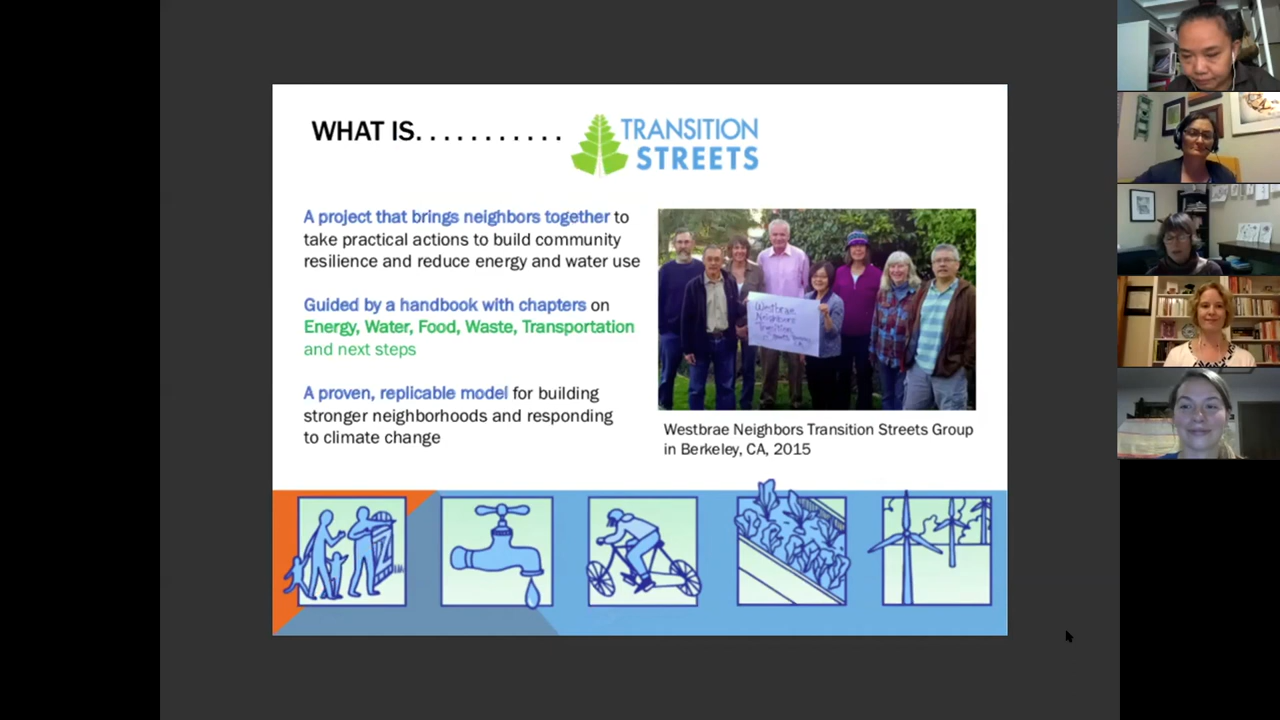 WHAT IS. . . . . . . . . . .
TRANSITION
STREETS
A project that brings neighbors together to
take practical actions to build community
resilience and reduce energy and water use
Guided by a handbook with chapters on
Energy, Water, Food, Waste, Transportation
and next steps
A proven, replicable model for building
stronger neighborhoods and responding
to climate change
Westbrae
Neighbors
Transition
Westbrae Neighbors Transition Streets Group
in Berkeley, CA, 2015